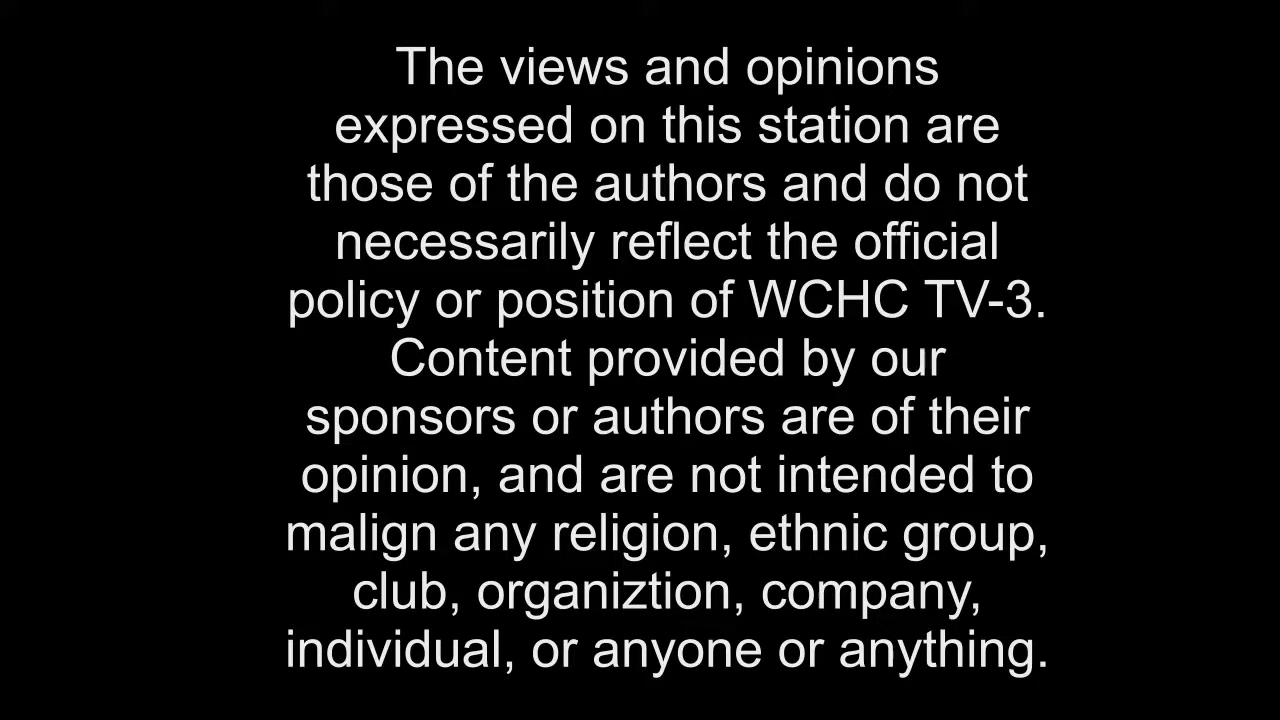 The views and opinions
expressed on this station are
those of the authors and do not
necessarily reflect the official
policy or position of WCHC TV-3.
Content provided by our
sponsors or authors are of their
opinion, and are not intended to
malign any religion, ethnic group,
club, organiztion, company,
individual, or anyone or anything.